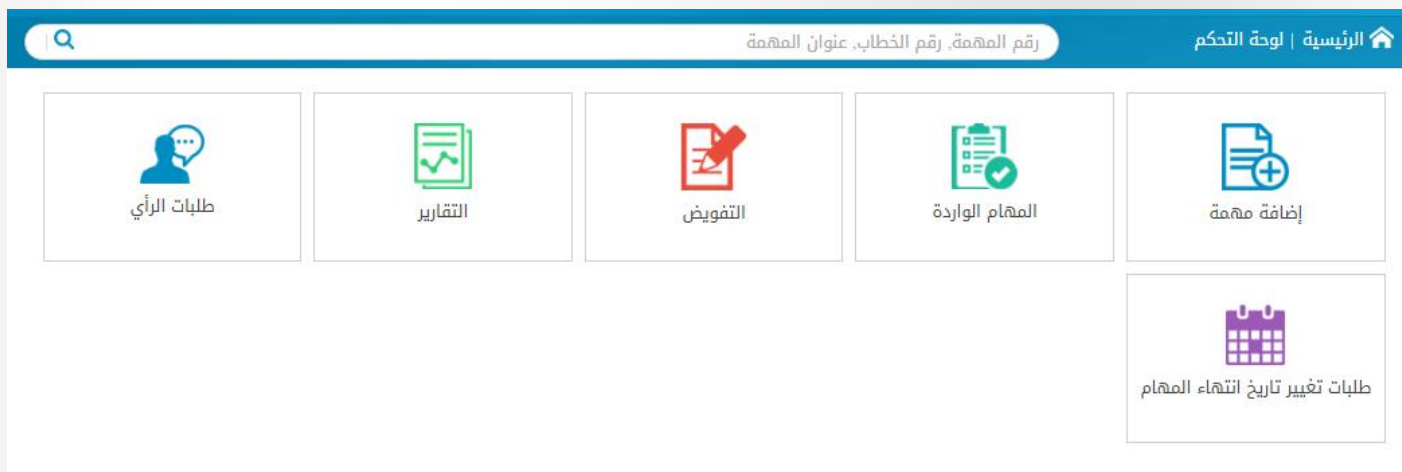 الرئيسية | لوحة التحكم
رقم المهمة, رقم الخطاب, عنوان المهمة
إضافة مهمة
المهام الواردة
التفويض
التقارير
طلبات الرأي
طلبات تغيير تاريخ انتهاء المهام